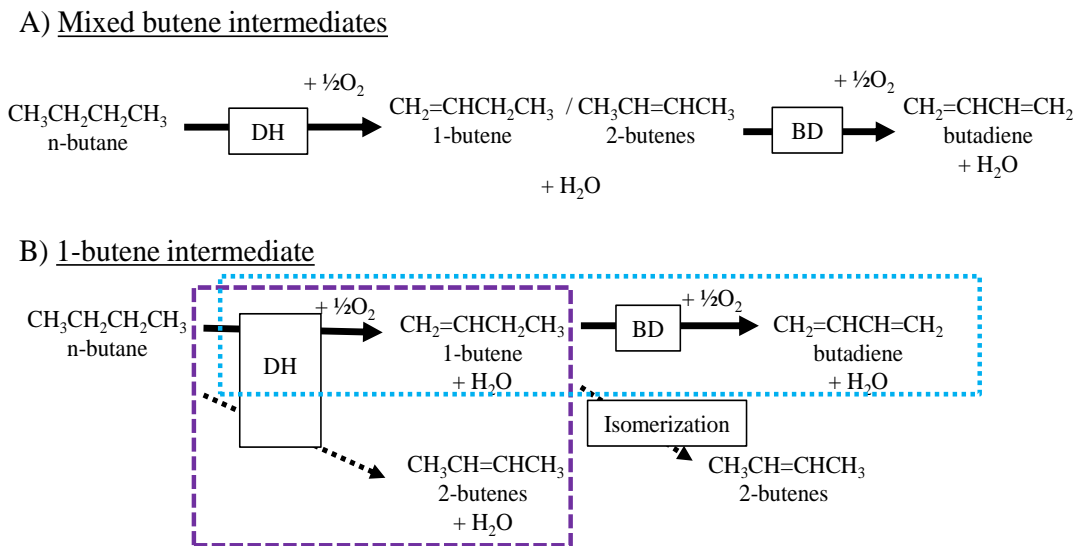 A) Mixed butene intermediates
+ ½O₂
+ ½O₂
CH₃CH₂CH₂CH₃
n-butane
DH
CH₂=CHCH₂CH₃
1-butene
/ CH₃CH=CHCH₃
2-butenes
+ H₂O
BD
CH₂=CHCH=CH₂
butadiene
+ H₂O
B) 1-butene intermediate
CH₃CH₂CH₂CH₃
n-butane
+ ½O₂
DH
CH₂=CHCH₂CH₃
1-butene
+ H₂O
+ ½O₂
BD
CH₂=CHCH=CH₂
butadiene
+ H₂O
Isomerization
CH₃CH=CHCH₃
2-butenes
+ H₂O
CH₃CH=CHCH₃
2-butenes